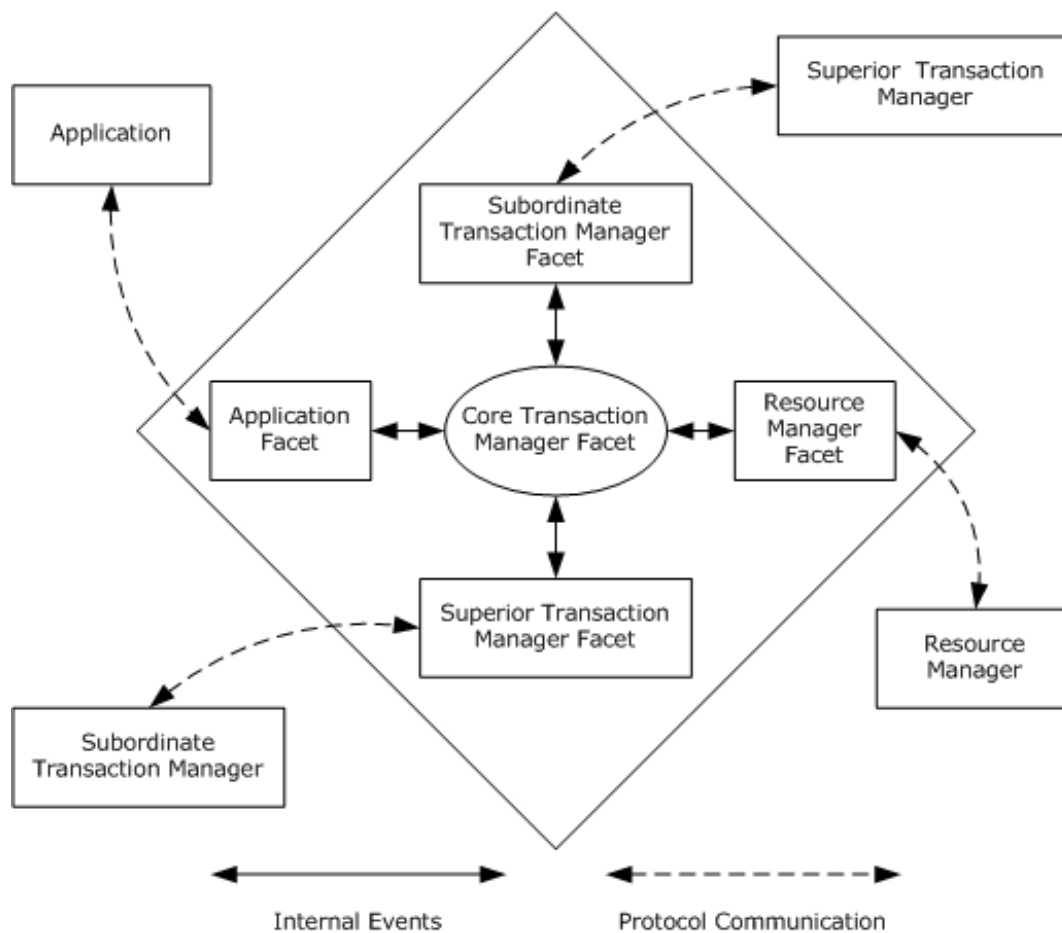 Superior Transaction
Manager
Application
Subordinate
Transaction Manager
Facet
Application
Facet
Core Transaction
Manager Facet
Resource
Manager
Facet
Superior Transaction
Manager Facet
Resource
Manager
Subordinate
Transaction Manager
Internal Events
Protocol Communication